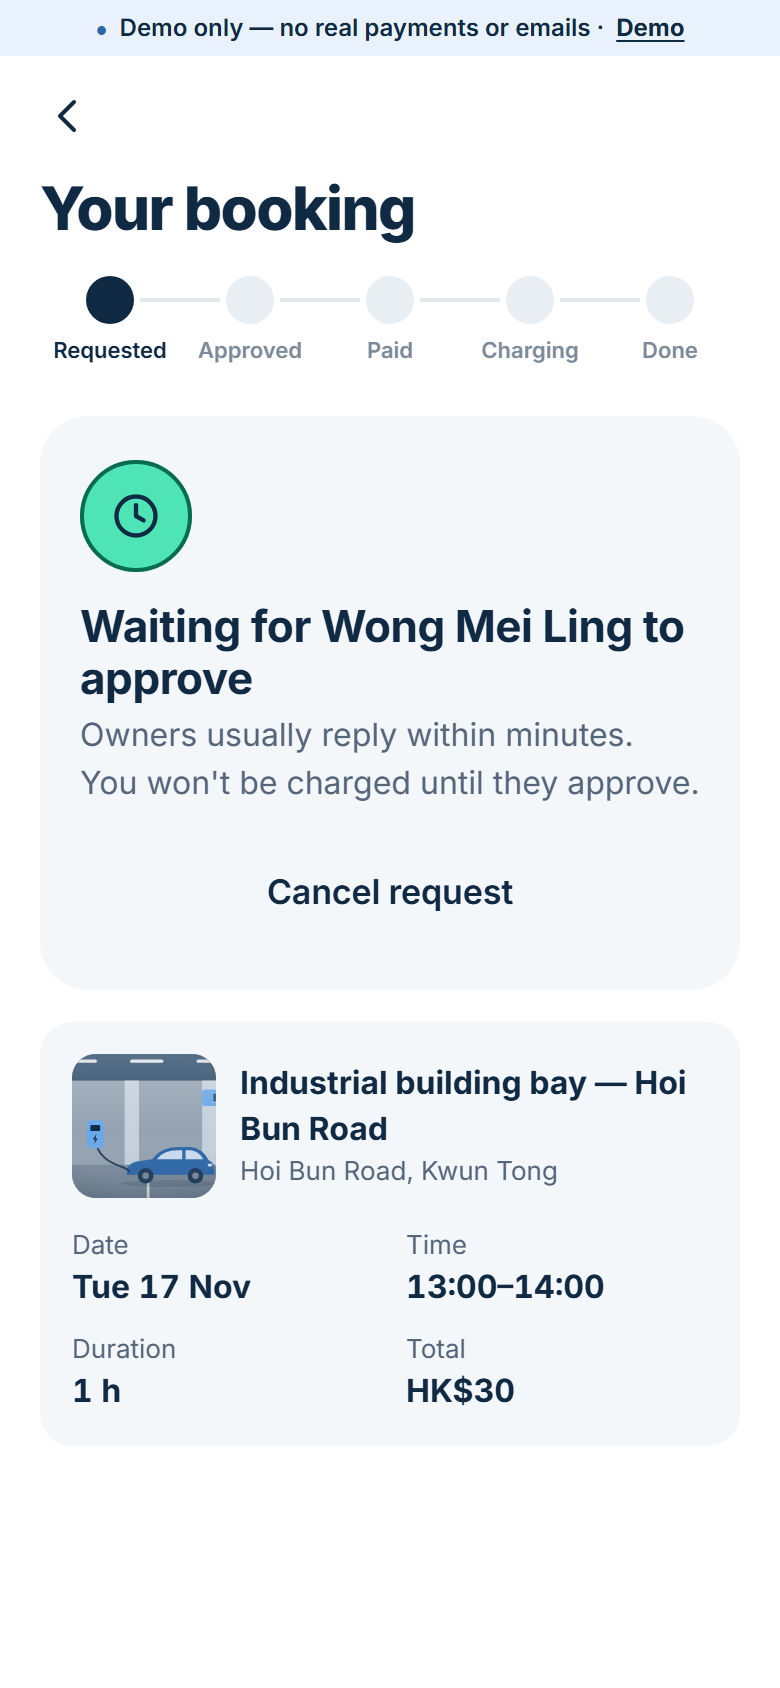 Demo only — no real payments or emails · Demo
Your booking
Requested Approved Paid Charging Done
Waiting for Wong Mei Ling to
approve
Owners usually reply within minutes.
You won't be charged until they approve.
Cancel request
Industrial building bay — Hoi
Bun Road
Hoi Bun Road, Kwun Tong
Date Time
Tue 17 Nov 13:00–14:00
Duration Total
1 h HK$30